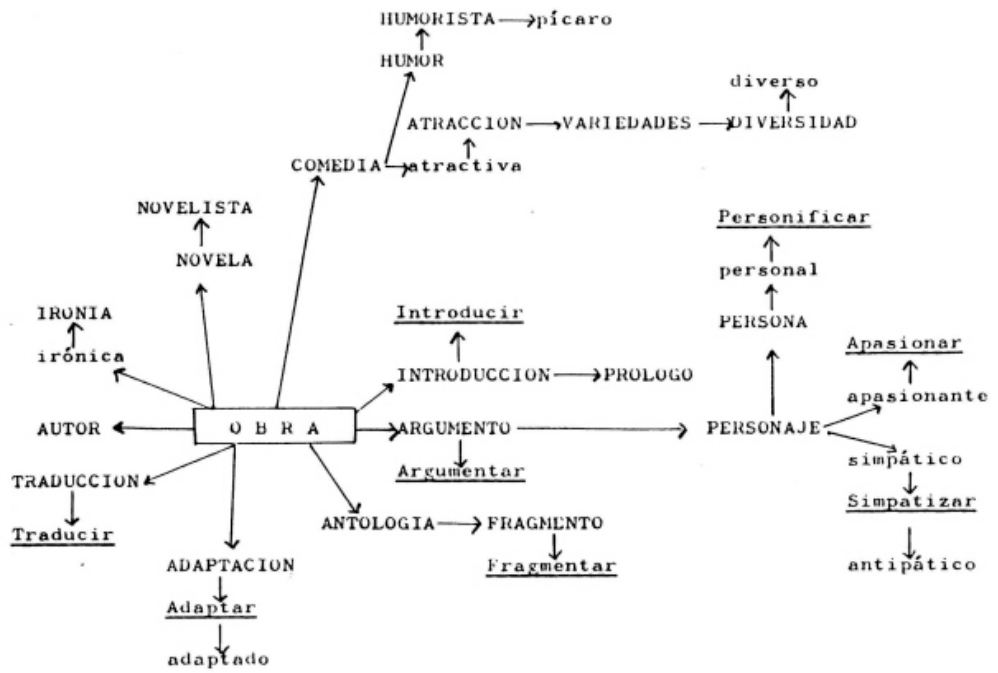 HUMORISTA pícaro
HUMOR
diverso
ATRACCION VARIEDADES DIVERSIDAD
COMEDIA atractiva
NOVELISTA
Personificar
NOVELA
personal
IRONIA
Introducir
PERSONA
irónica
Apasionar
INTRODUCCION PROLOGO
apasionante
AUTOR O B R A ARGUMENTO PERSONAJE
simpático
Argumentar
TRADUCCION
Simpatizar
ANTOLOGIA FRAGMENTO
Traducir
ADAPTACION Fragmentar antipático
Adaptar
adaptado